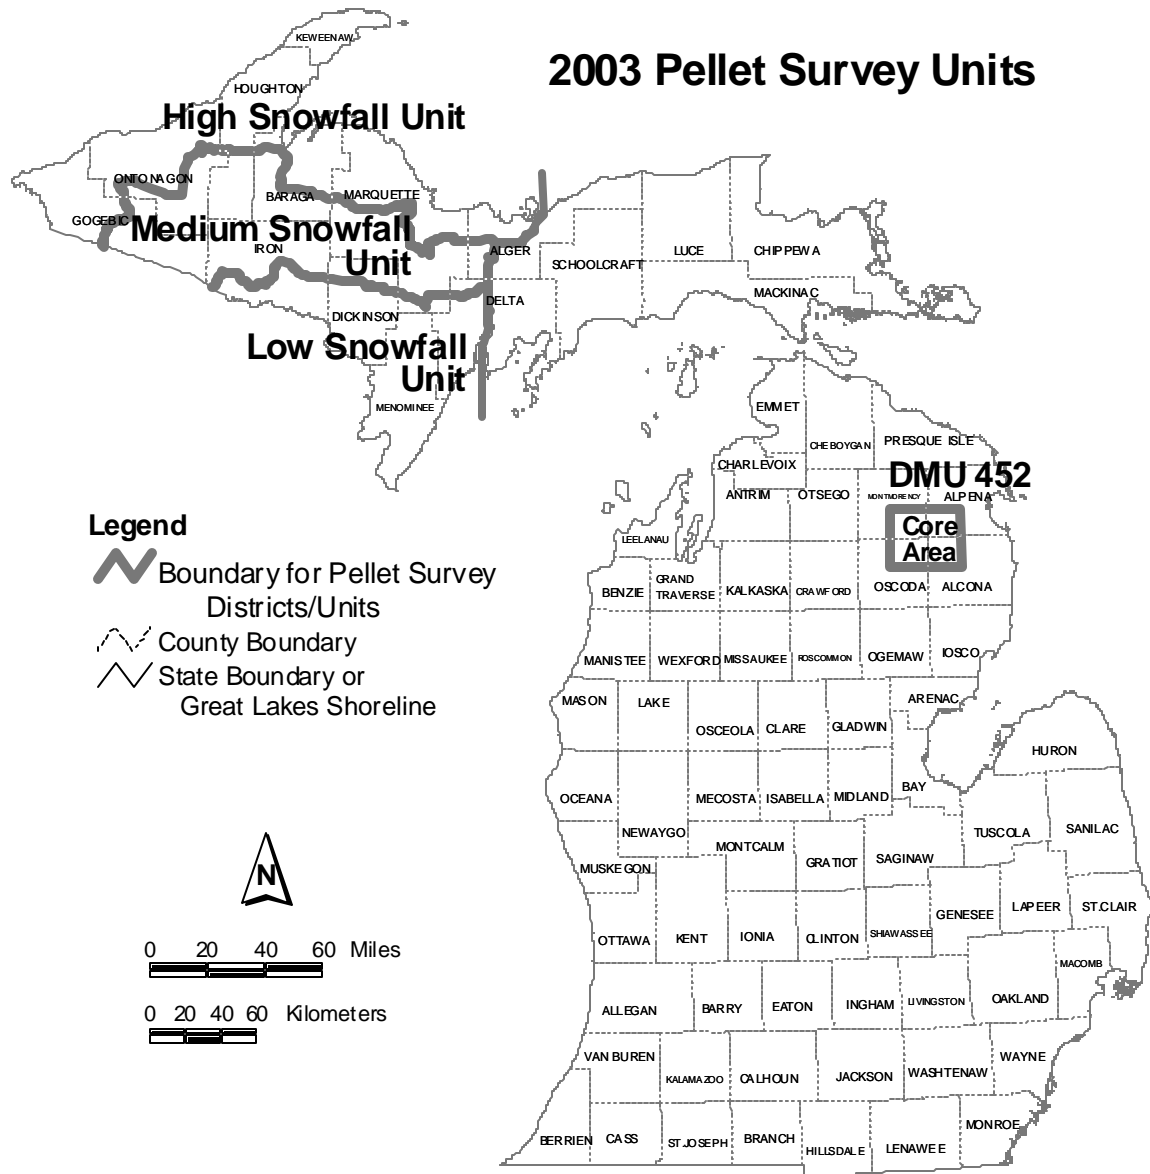 2003 Pellet Survey Units
KEWEENAW
HOUGHTON
High Snowfall Unit
ONTONAGON
BARAGA
MARQUETTE
GOGEBIC
Medium Snowfall
Unit
IRON
ALGER
LUCE
CHIPPEWA
SCHOOLCRAFT
MACKINAC
DELTA
DICKINSON
Low Snowfall
Unit
MENOMINEE
EMMET
CHEBOYGAN
PRESQUE ISLE
CHARLEVOIX
DMU 452
ANTRIM
OTSEGO
MONTMORENCY
ALPENA
Core
Area
LEELANAU
BENZIE
GRAND
TRAVERSE
KALKASKA
CRAWFORD
OSCODA
ALCONA
MANISTEE
WEXFORD
MISSAUKEE
ROSCOMMON
OGEMAW
IOSCO
MASON
LAKE
OSCEOLA
CLARE
GLADWIN
ARENAC
HURON
OCEANA
MECOSTA
ISABELLA
MIDLAND
BAY
NEWAYGO
MONTCALM
GRATIOT
SAGINAW
TUSCOLA
SANILAC
MUSKEGON
OTTAWA
KENT
IONIA
CLINTON
SHIAWASSEE
GENESEE
LAPEER
ST.CLAIR
MACOMB
ALLEGAN
BARRY
EATON
INGHAM
LIVINGSTON
OAKLAND
VAN BUREN
KALAMAZOO
CALHOUN
JACKSON
WASHTENAW
WAYNE
BERRIEN
CASS
ST.JOSEPH
BRANCH
HILLSDALE
LENAWEE
MONROE
Legend
Boundary for Pellet Survey
Districts/Units
County Boundary
State Boundary or
Great Lakes Shoreline
N
0 20 40 60 Miles
0 20 40 60 Kilometers